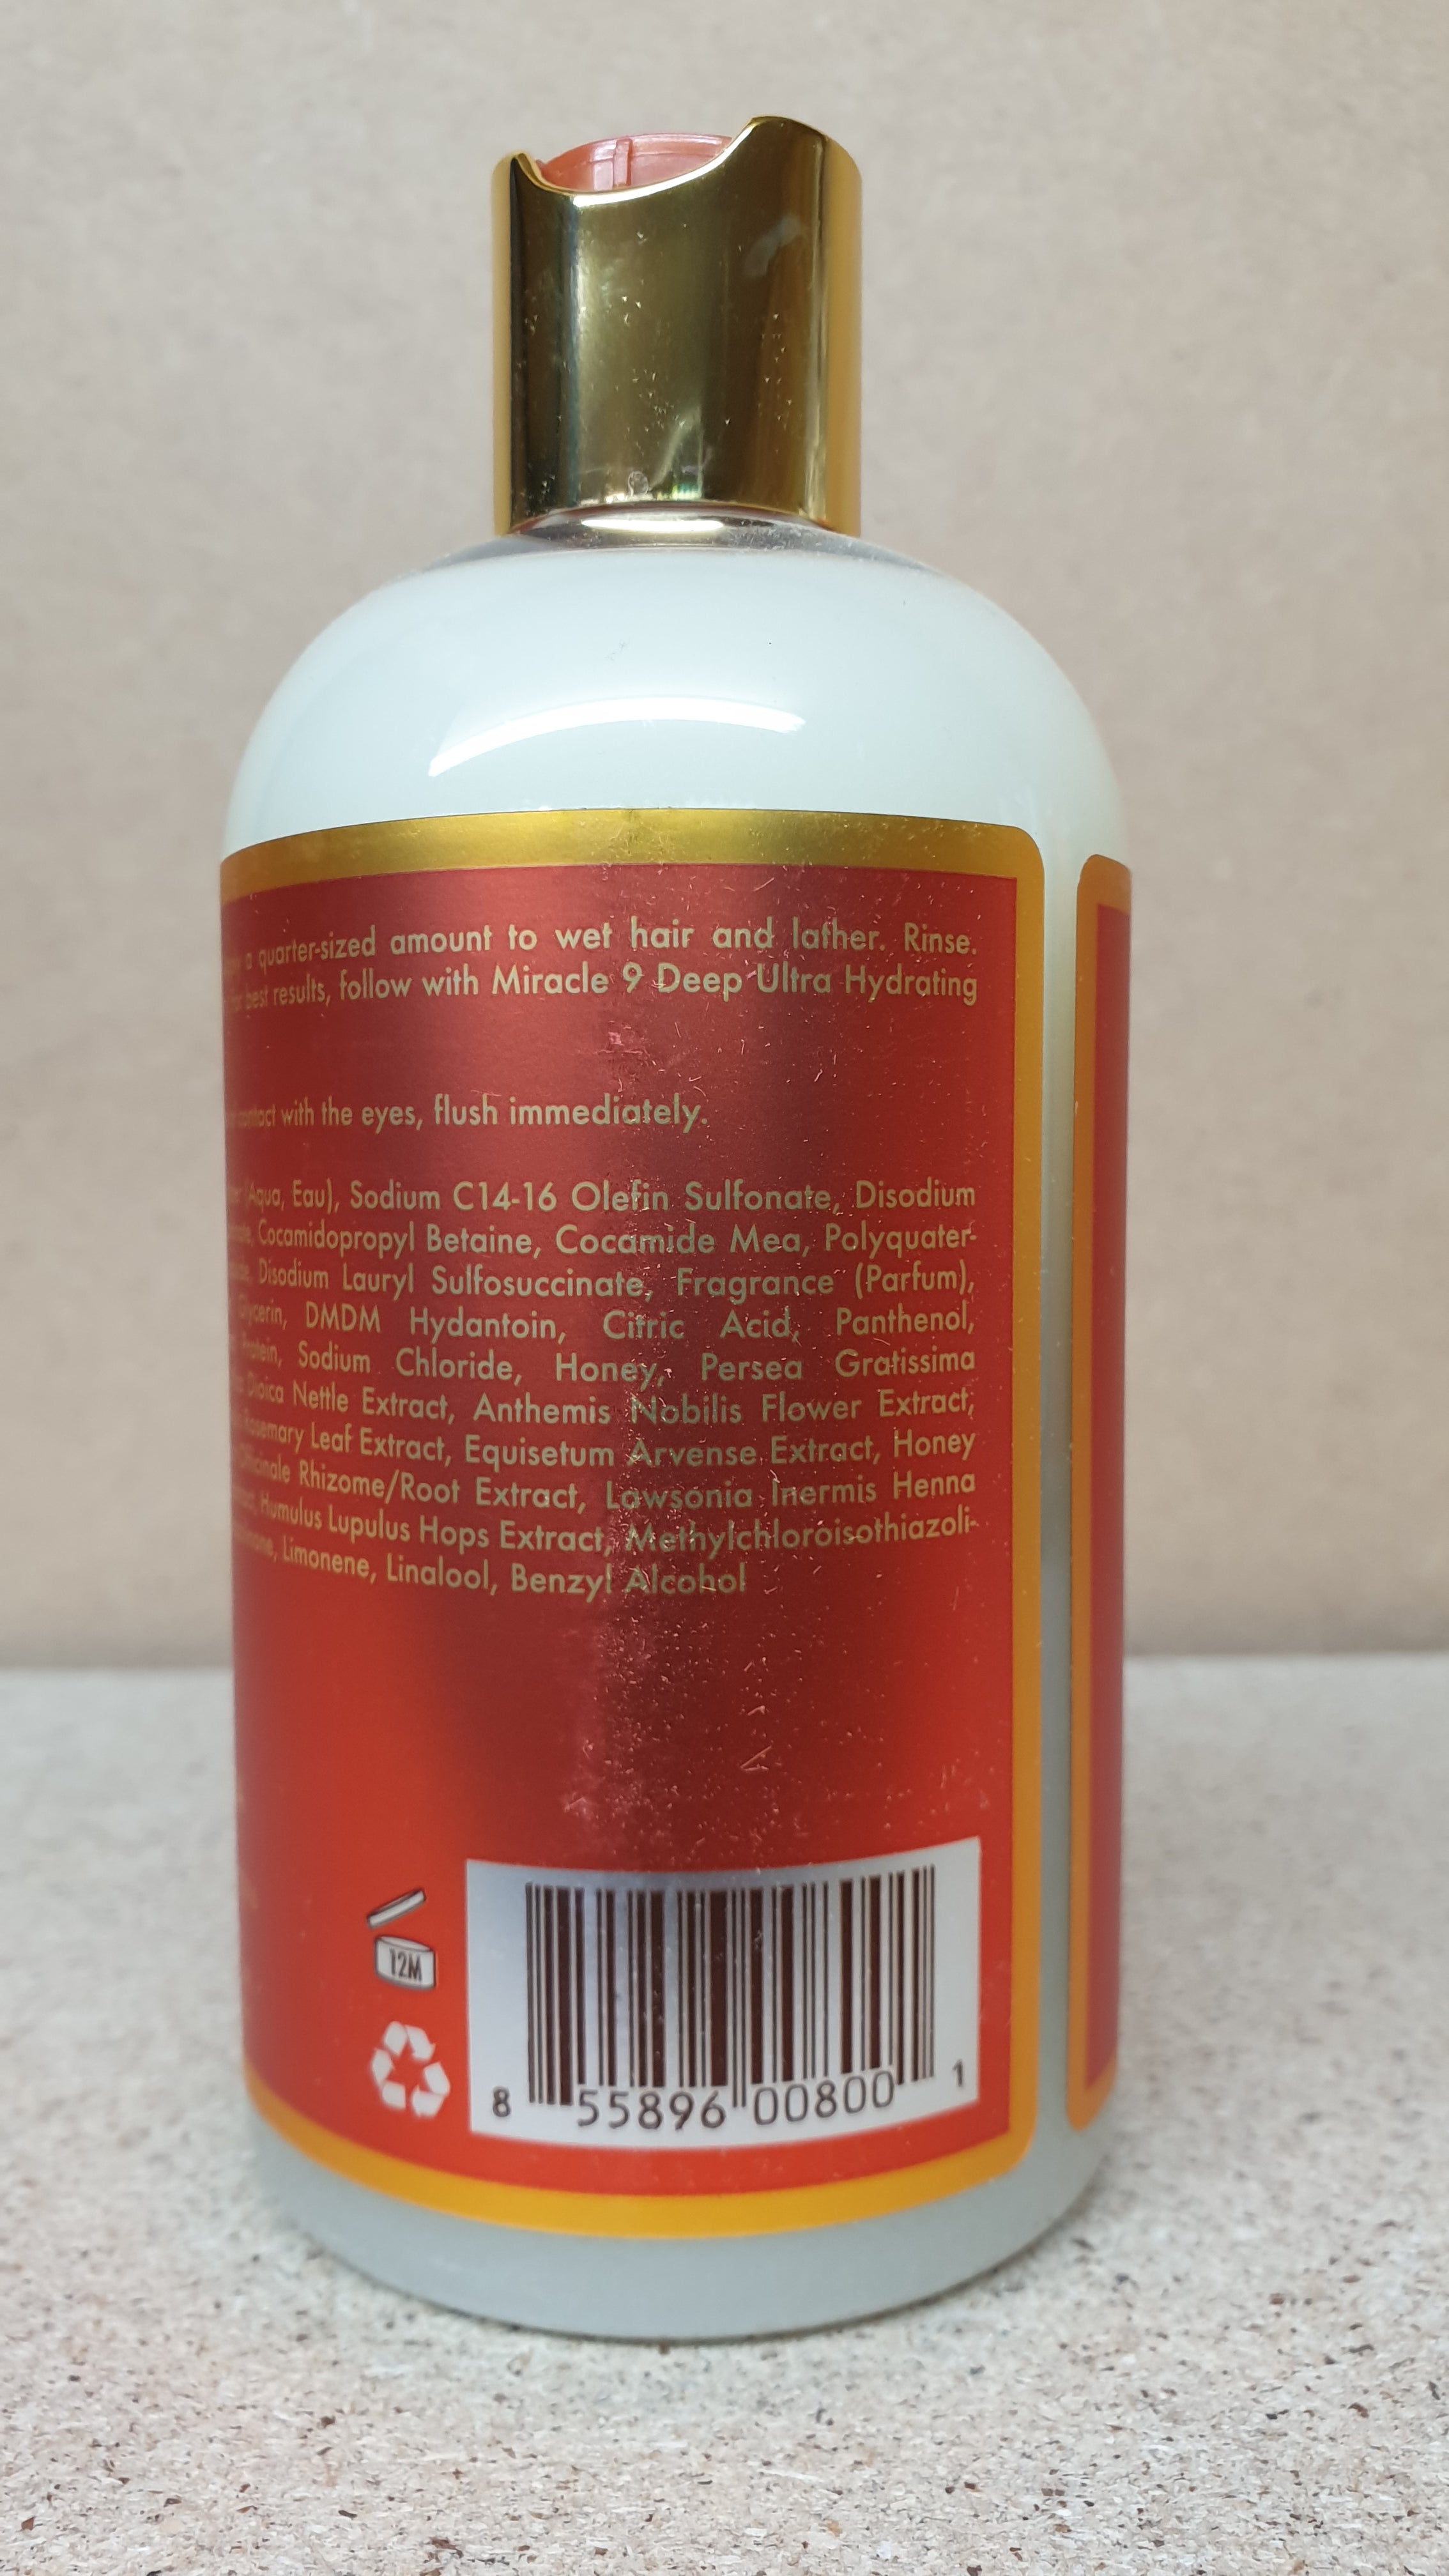 a quarter-sized amount to wet hair and lather. Rinse.
best results, follow with Miracle 9 Deep Ultra Hydrating
contact with the eyes, flush immediately.
(Aqua, Eau), Sodium C14-16 Olefin Sulfonate, Disodium
Cocamidopropyl Betaine, Cocamide Mea, Polyquater-
Disodium Lauryl Sulfosuccinate, Fragrance (Parfum),
Glycerin, DMDM Hydantoin, Citric Acid, Panthenol,
Protein, Sodium Chloride, Honey, Persea Gratissima
Dioica Nettle Extract, Anthemis Nobilis Flower Extract,
Rosemary Leaf Extract, Equisetum Arvense Extract, Honey
Officinale Rhizome/Root Extract, Lawsonia Inermis Henna
Humulus Lupulus Hops Extract, Methylchloroisothiazoli-
Limonene, Linalool, Benzyl Alcohol
12M
8 55896 00800 1